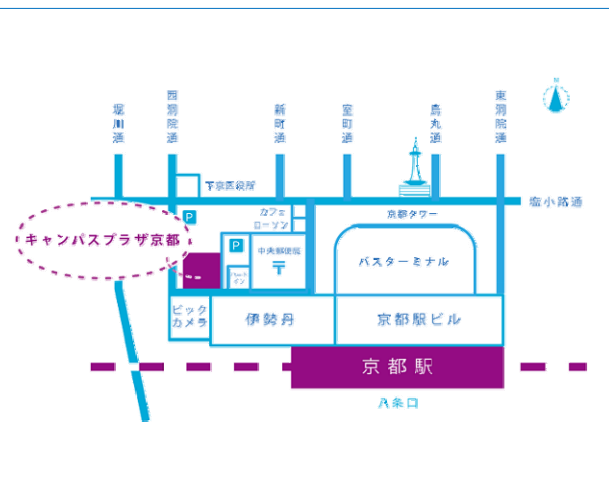 N
堀川通
西洞院通
新町通
室町通
烏丸通
東洞院通
下京区役所
塩小路通
P
カフェ
ローソン
京都タワー
キャンパスプラザ京都
P
中央郵便局
〒
バスターミナル
ビック
カメラ
伊勢丹
京都駅ビル
京都駅
八条口